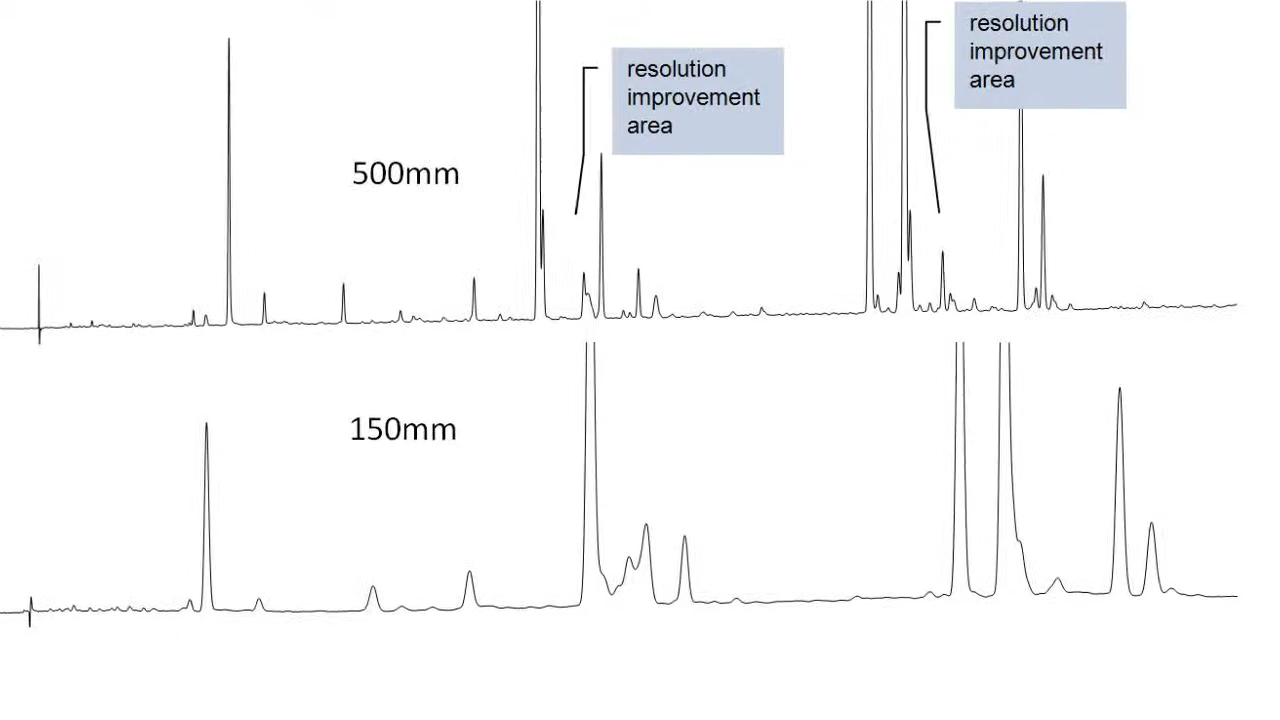 resolution
improvement
area
resolution
improvement
area
500mm
150mm